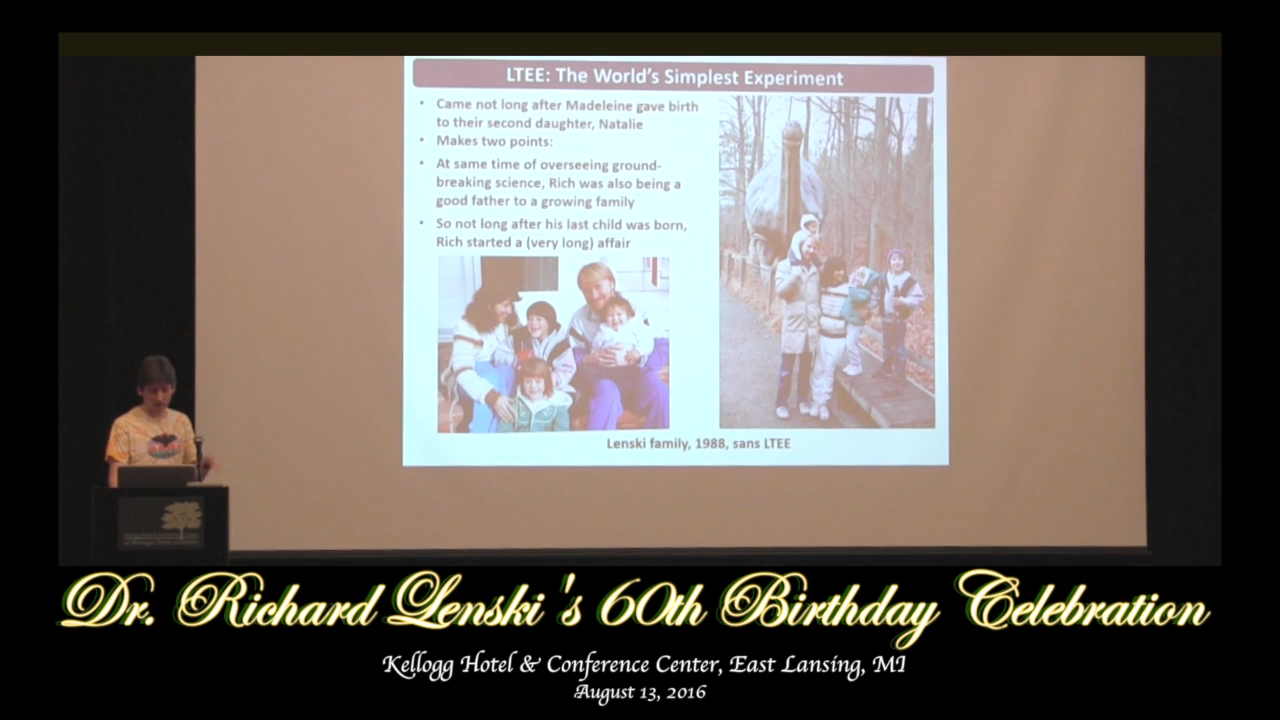 LTEE: The World's Simplest Experiment
• Came not long after Madeleine gave birth
to their second daughter, Natalie
• Makes two points:
• At same time of overseeing ground-
breaking science, Rich was also being a
good father to a growing family
• So not long after his last child was born,
Rich started a (very long) affair
Lenski family, 1988, sans LTEE
Dr. Richard Lenski's 60th Birthday Celebration
Kellogg Hotel & Conference Center, East Lansing, MI
August 13, 2016